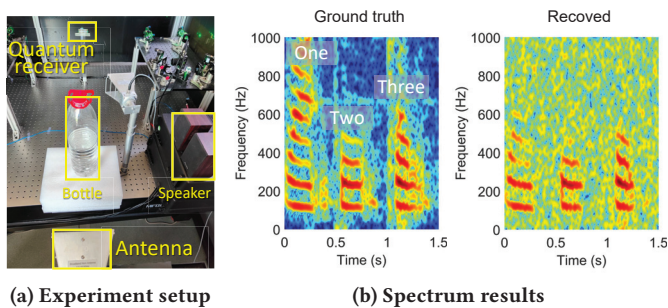 Quantum
receiver
Bottle
Speaker
Antenna
(a) Experiment setup
Ground truth
Recoved
One
Two
Three
1000
800
600
400
200
0
Frequency (Hz)
0 0.5 1 1.5
Time (s)
1000
800
600
400
200
0
Frequency (Hz)
0 0.5 1 1.5
Time (s)
(b) Spectrum results